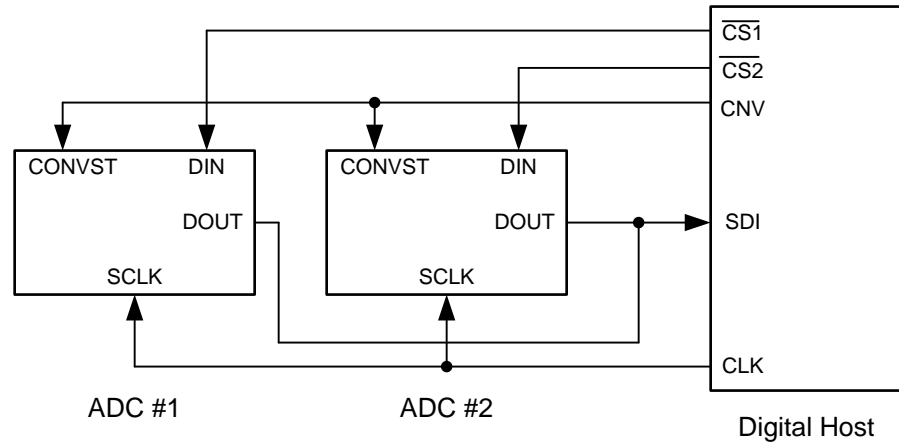 CS1
CS2
CNV
CONVST DIN CONVST DIN
DOUT DOUT SDI
SCLK SCLK
CLK
ADC #1 ADC #2
Digital Host